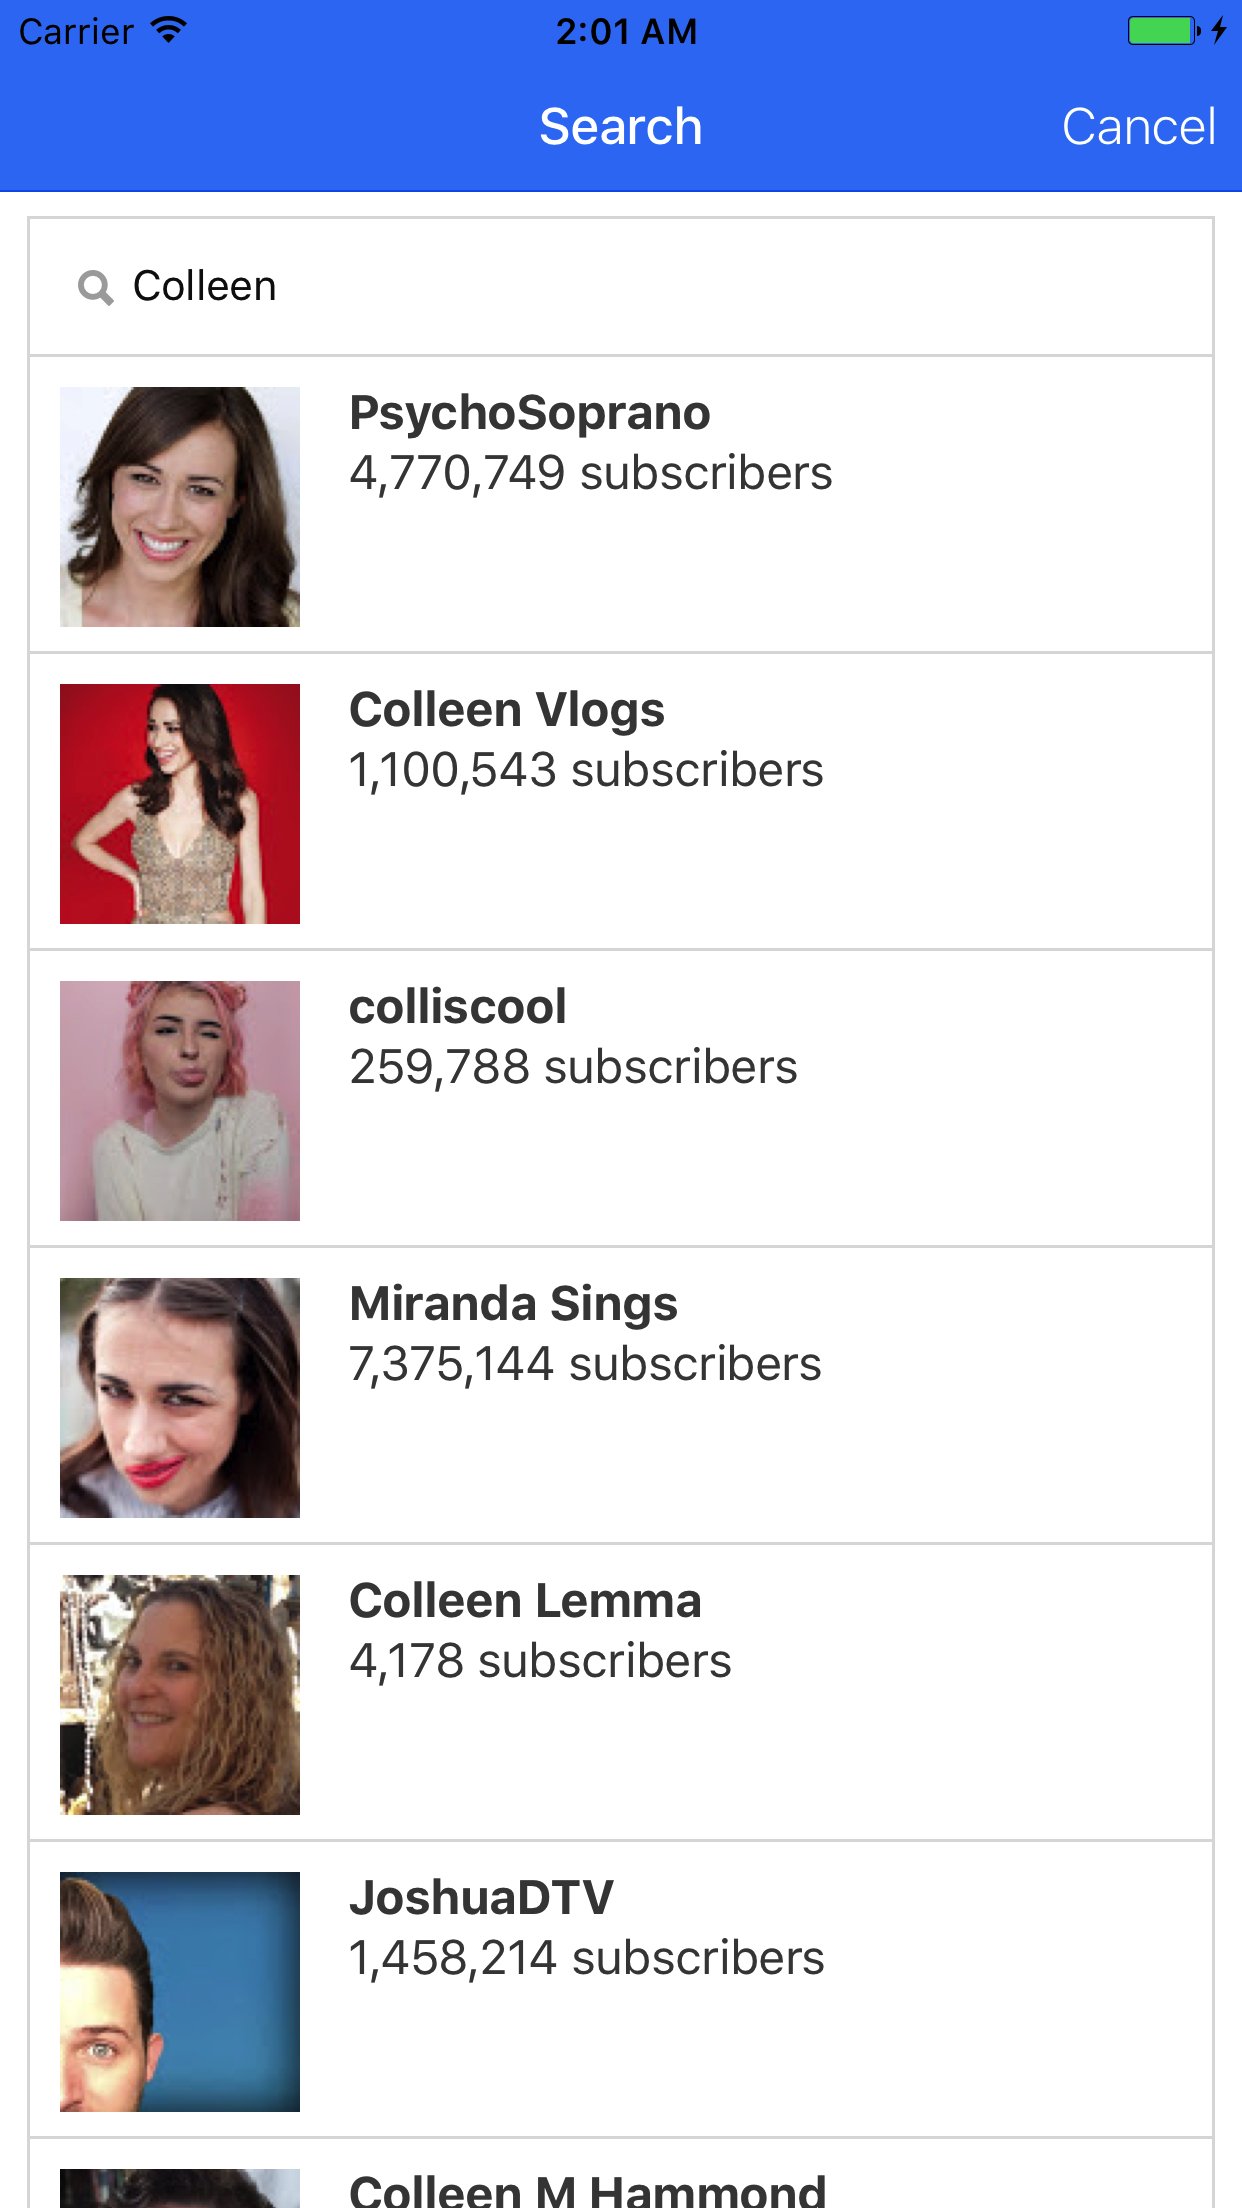 Carrier 2:01 AM
Search Cancel
Colleen
PsychoSoprano
4,770,749 subscribers
Colleen Vlogs
1,100,543 subscribers
colliscool
259,788 subscribers
Miranda Sings
7,375,144 subscribers
Colleen Lemma
4,178 subscribers
JoshuaDTV
1,458,214 subscribers
Colleen M Hammond